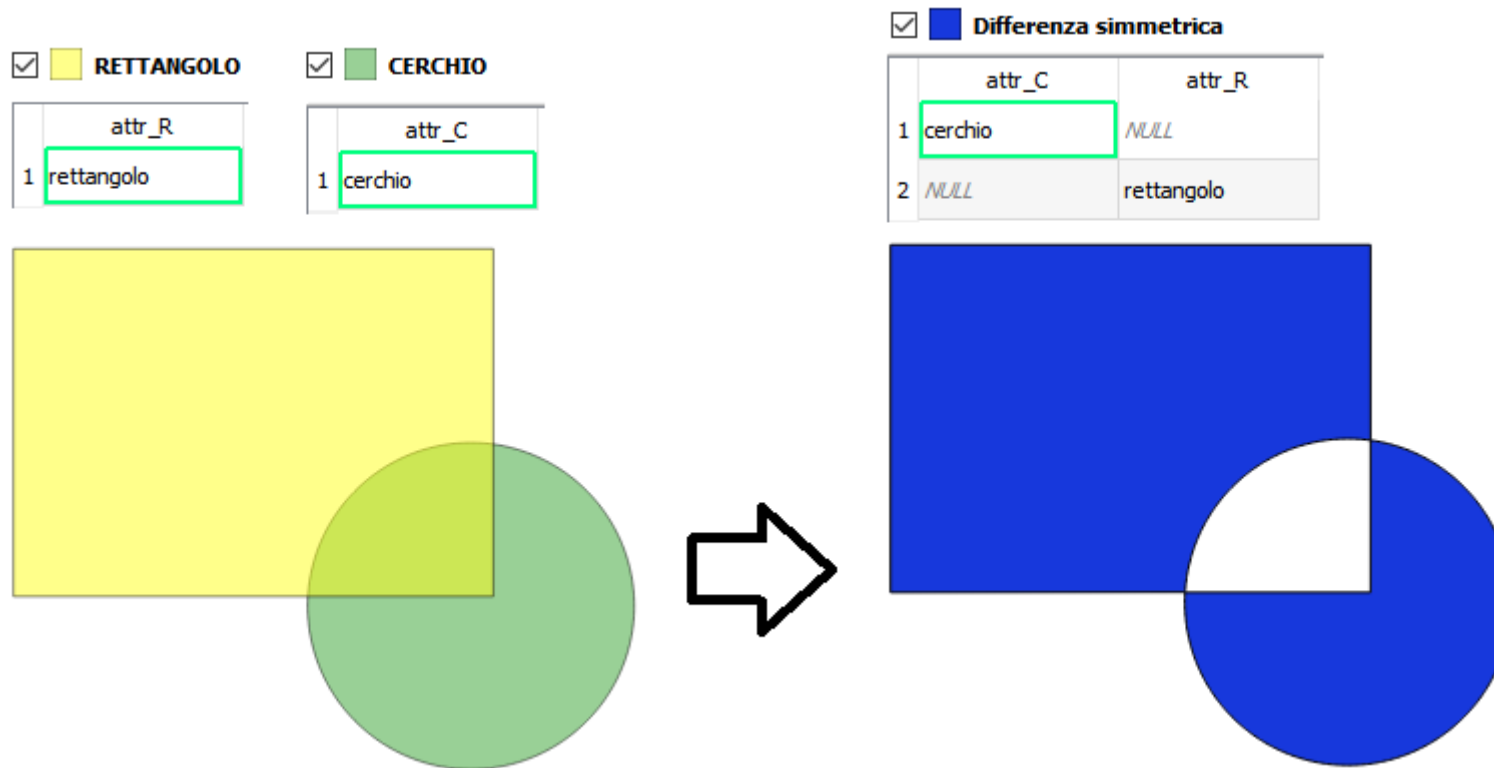 RETTANGOLO
attr_R
1 rettangolo
CERCHIO
attr_C
1 cerchio
Differenza simmetrica
attr_C attr_R
1 cerchio NULL
2 NULL rettangolo